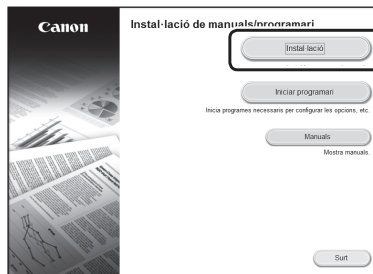 Canon
Instal·lació de manuals/programari
Instal·lació
Iniciar programari
Inicia programes necessaris per configurar les opcions, etc.
Manuals
Mostra manuals.
Surt